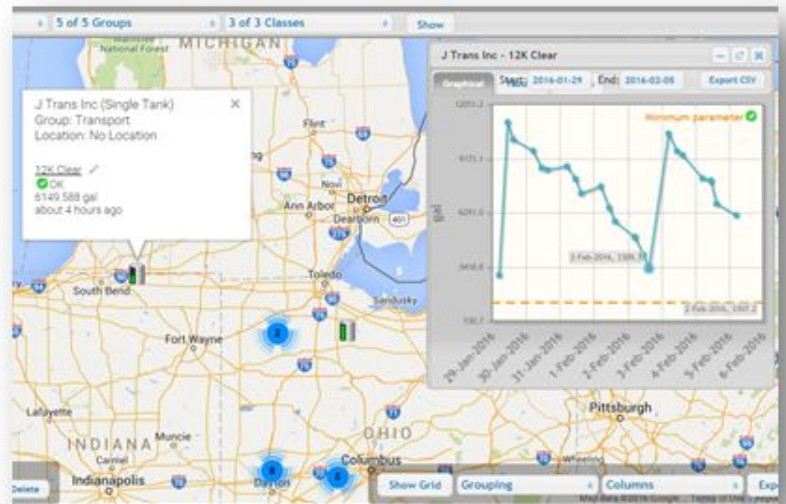 5 of 5 Groups
3 of 3 Classes
Show
National Forest
MICHIGAN
J Trans Inc (Single Tank)
Group: Transport
Location: No Location
12K Clear
OK
6149.588 gal
about 4 hours ago
Flint
Novi
Detroit
Ann Arbor
Dearborn
401
South Bend
Toledo
Sandusky
Fort Wayne
2
Lafayette
Muncie
INDIANA
Carmel
Indianapolis
OHIO
Columbus
Dayton
Pittsburgh
Wheeling
J Trans Inc - 12K Clear
Graphical
Start: 2016-01-29
End: 2016-02-05
Export CSV
Minimum parameter
gal
29-Jan-2016
30-Jan-2016
31-Jan-2016
1-Feb-2016
2-Feb-2016
3-Feb-2016
4-Feb-2016
5-Feb-2016
6-Feb-2016
Delete
Show Grid
Grouping
Columns